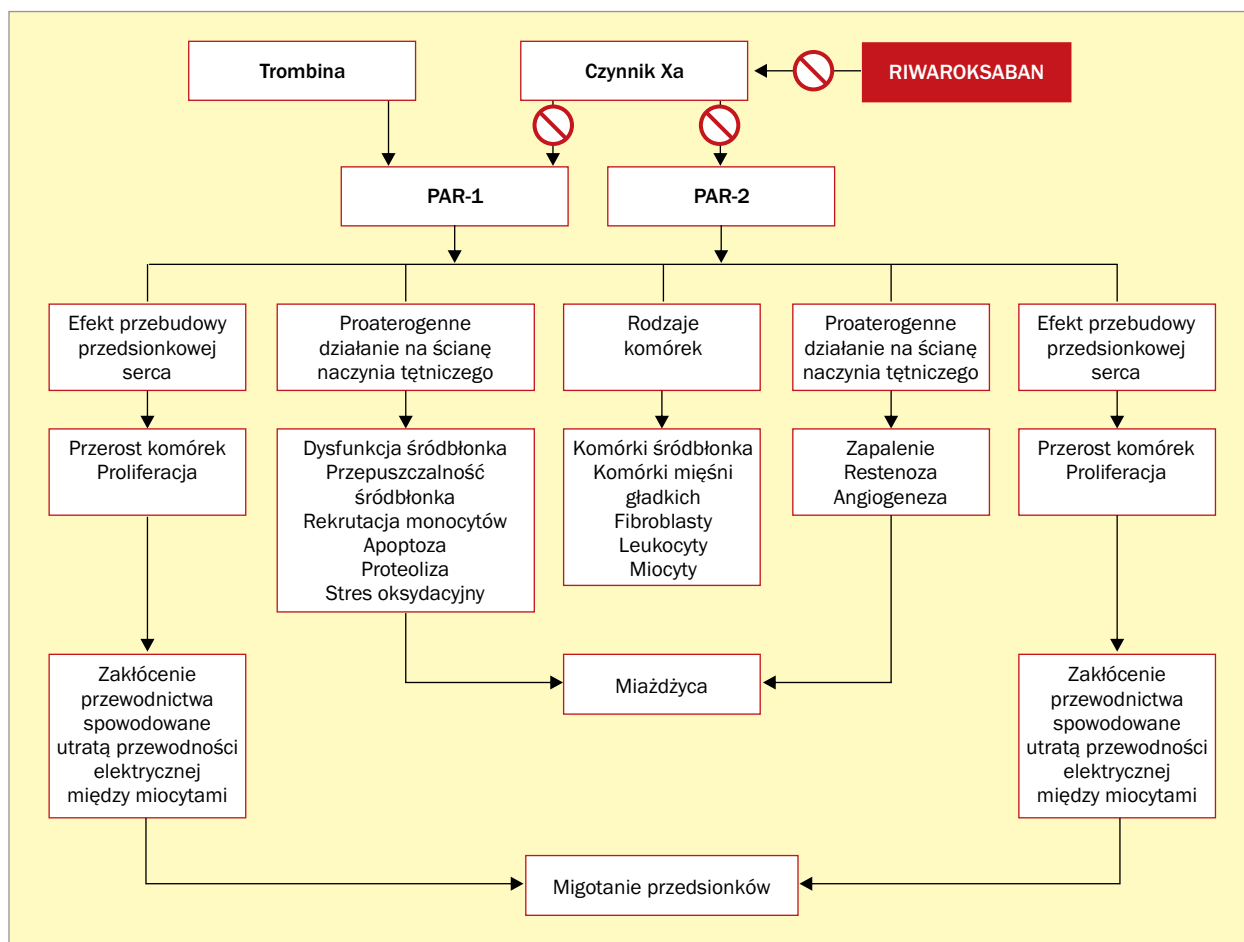 Trombina
Czynnik Xa
RIWAROKSABAN
PAR-1
PAR-2
Efekt przebudowy
przedsionkowej
serca
Proaterogenne
działanie na ścianę
naczynia tętniczego
Rodzaje
komórek
Proaterogenne
działanie na ścianę
naczynia tętniczego
Efekt przebudowy
przedsionkowej
serca
Przerost komórek
Proliferacja
Dysfunkcja śródbłonka
Przepuszczalność
śródbłonka
Rekrutacja monocytów
Apoptoza
Proteoliza
Stres oksydacyjny
Komórki śródbłonka
Komórki mięśni
gładkich
Fibroblasty
Leukocyty
Miocyty
Zapalenie
Restenoza
Angiogeneza
Przerost komórek
Proliferacja
Zakłócenie
przewodnictwa
spowodowane
utratą przewodności
elektrycznej
między miocytami
Miażdżyca
Zakłócenie
przewodnictwa
spowodowane
utratą przewodności
elektrycznej
między miocytami
Migotanie przedsionków